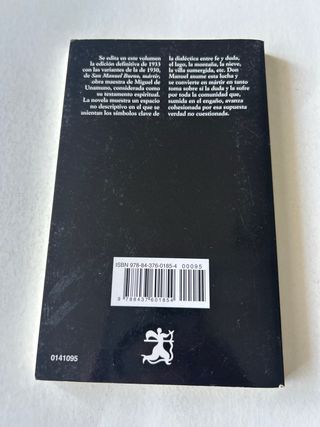 Se edita en este volumen
la edición definitiva de 1933
con las variantes de la de 1930,
de San Manuel Bueno, mártir,
obra muestra de Miguel de
Unamuno, considerada como
su testamento espiritual.
La novela muestra un espacio
no descriptivo en el que se
asientan los símbolos clave de
la dialéctica entre fe y duda,
el lago, la montaña, la nieve,
la villa sumergida, etc. Don
Manuel asume esta lucha y
se convierte en mártir en tanto
toma sobre sí la duda y la sufre
por toda la comunidad que,
sumida en el engaño, avanza
cohesionada por esa supuesta
verdad no cuestionada.
ISBN 978-84-376-0185-4
00095
9 788437 601854
0141095